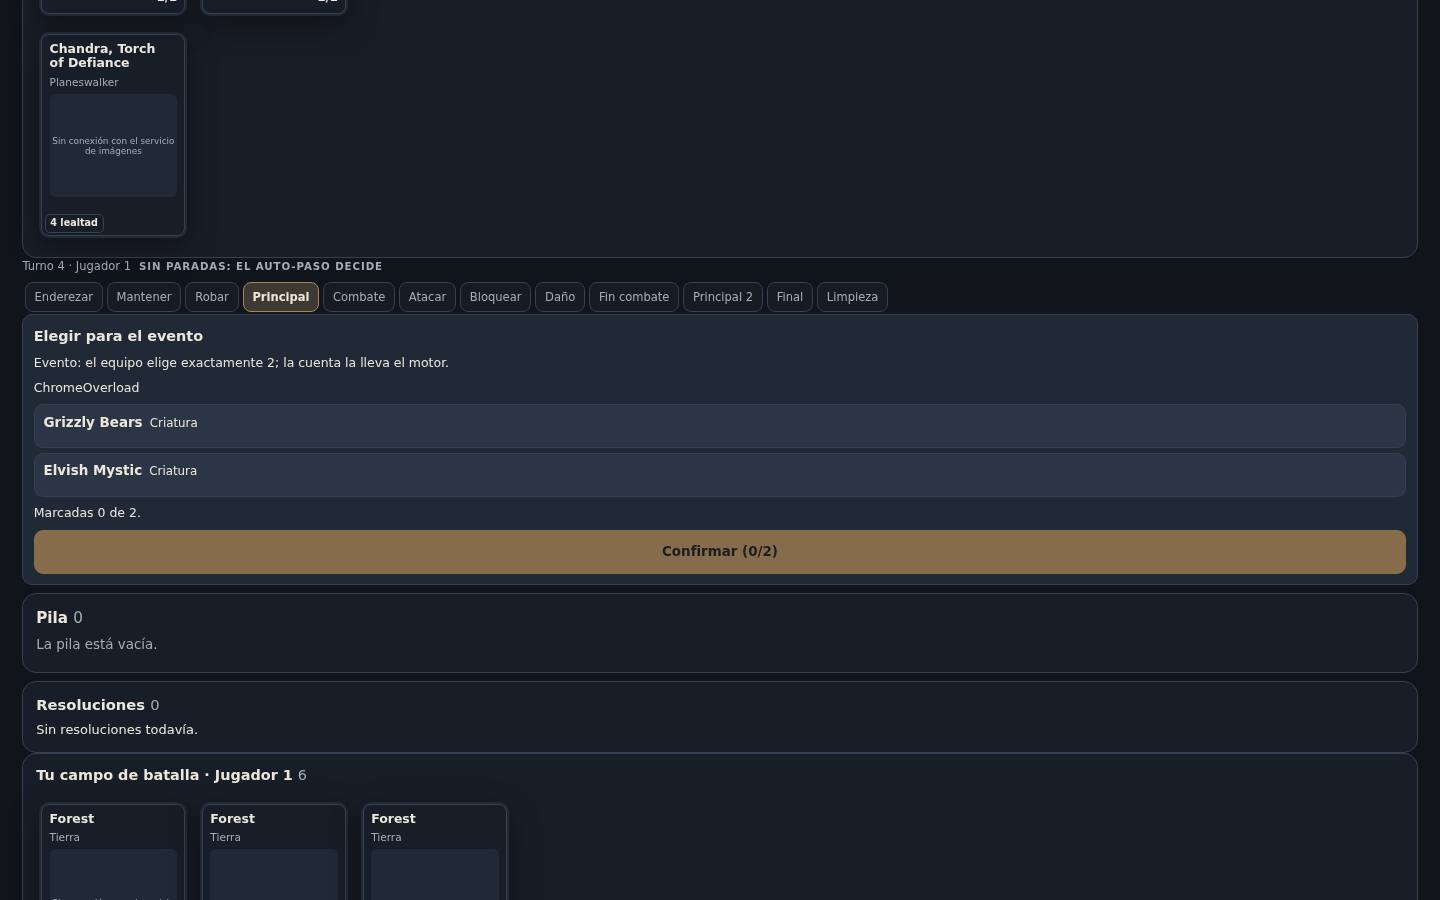 Chandra, Torch
of Defiance
Planeswalker
Sin conexión con el servicio
de imágenes
4 lealtad
Turno 4 · Jugador 1 SIN PARADAS: EL AUTO-PASO DECIDE
Enderezar Mantener Robar Principal Combate Atacar Bloquear Daño Fin combate Principal 2 Final Limpieza
Elegir para el evento
Evento: el equipo elige exactamente 2; la cuenta la lleva el motor.
ChromeOverload
Grizzly Bears Criatura
Elvish Mystic Criatura
Marcadas 0 de 2.
Confirmar (0/2)
Pila 0
La pila está vacía.
Resoluciones 0
Sin resoluciones todavía.
Tu campo de batalla · Jugador 1 6
Forest Forest Forest
Tierra Tierra Tierra